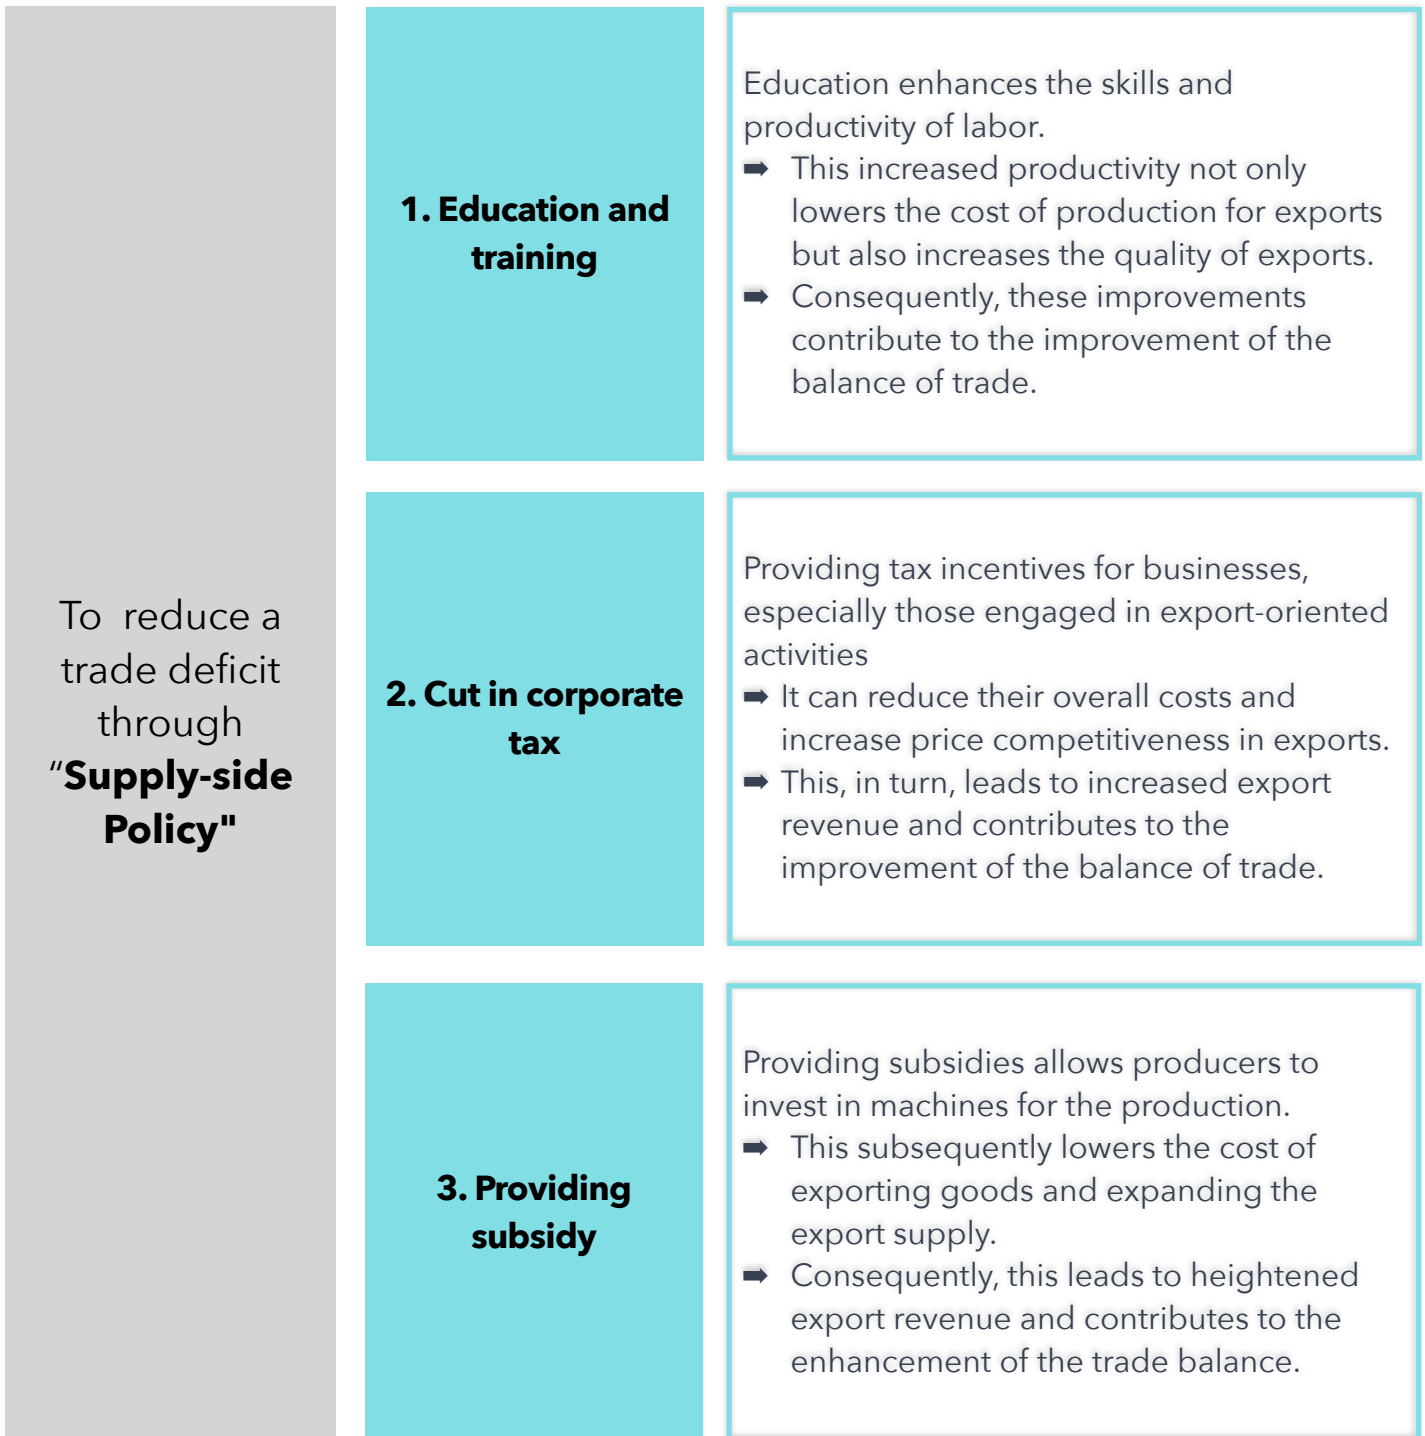 To  reduce a
trade deficit
through
“Supply-side
Policy"
1. Education and
training
Education enhances the skills and
productivity of labor.
➡ This increased productivity not only
lowers the cost of production for exports
but also increases the quality of exports.
➡ Consequently, these improvements
contribute to the improvement of the
balance of trade.
2. Cut in corporate
tax
Providing tax incentives for businesses,
especially those engaged in export-oriented
activities
➡ It can reduce their overall costs and
increase price competitiveness in exports.
➡ This, in turn, leads to increased export
revenue and contributes to the
improvement of the balance of trade.
3. Providing
subsidy
Providing subsidies allows producers to
invest in machines for the production.
➡ This subsequently lowers the cost of
exporting goods and expanding the
export supply.
➡ Consequently, this leads to heightened
export revenue and contributes to the
enhancement of the trade balance.